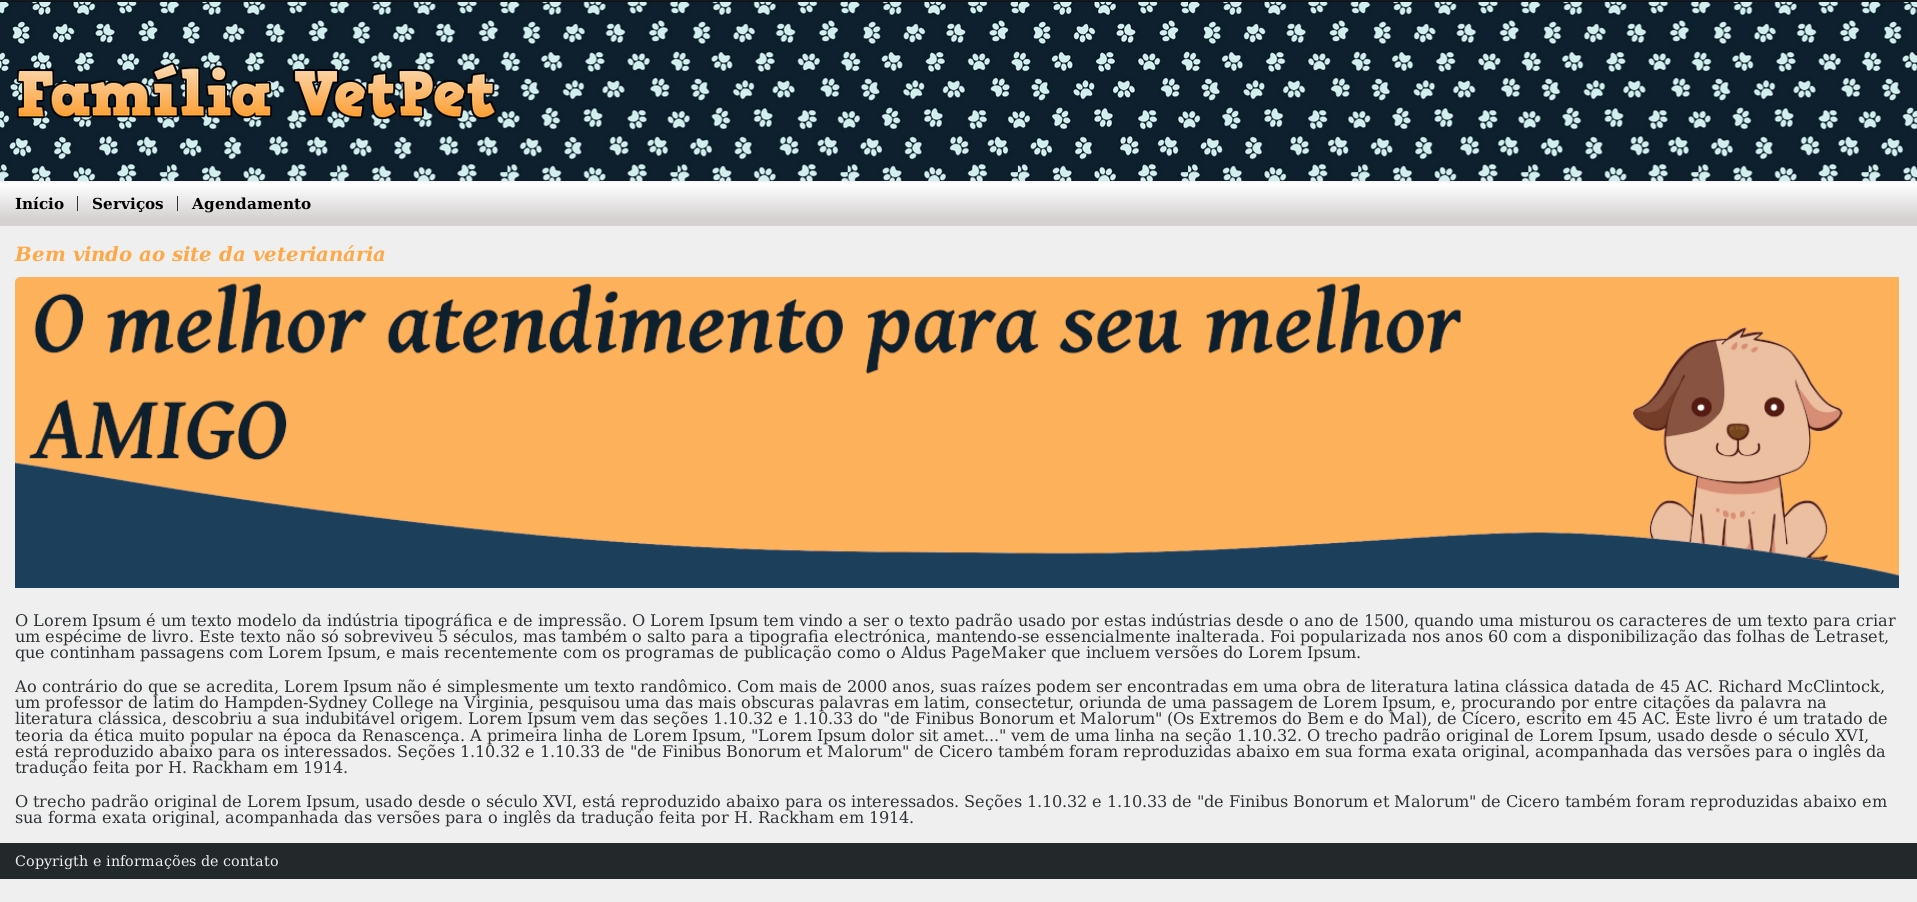 Família VetPet
Início
Serviços
Agendamento
Bem vindo ao site da veterianária
O melhor atendimento para seu melhor
AMIGO
O Lorem Ipsum é um texto modelo da indústria tipográfica e de impressão. O Lorem Ipsum tem vindo a ser o texto padrão usado por estas indústrias desde o ano de 1500, quando uma misturou os caracteres de um texto para criar
um espécime de livro. Este texto não só sobreviveu 5 séculos, mas também o salto para a tipografia electrónica, mantendo-se essencialmente inalterada. Foi popularizada nos anos 60 com a disponibilização das folhas de Letraset,
que continham passagens com Lorem Ipsum, e mais recentemente com os programas de publicação como o Aldus PageMaker que incluem versões do Lorem Ipsum.
Ao contrário do que se acredita, Lorem Ipsum não é simplesmente um texto randômico. Com mais de 2000 anos, suas raízes podem ser encontradas em uma obra de literatura latina clássica datada de 45 AC. Richard McClintock,
um professor de latim do Hampden-Sydney College na Virginia, pesquisou uma das mais obscuras palavras em latim, consectetur, oriunda de uma passagem de Lorem Ipsum, e, procurando por entre citações da palavra na
literatura clássica, descobriu a sua indubitável origem. Lorem Ipsum vem das seções 1.10.32 e 1.10.33 do "de Finibus Bonorum et Malorum" (Os Extremos do Bem e do Mal), de Cícero, escrito em 45 AC. Este livro é um tratado de
teoria da ética muito popular na época da Renascença. A primeira linha de Lorem Ipsum, "Lorem Ipsum dolor sit amet..." vem de uma linha na seção 1.10.32. O trecho padrão original de Lorem Ipsum, usado desde o século XVI,
está reproduzido abaixo para os interessados. Seções 1.10.32 e 1.10.33 de "de Finibus Bonorum et Malorum" de Cicero também foram reproduzidas abaixo em sua forma exata original, acompanhada das versões para o inglês da
tradução feita por H. Rackham em 1914.
O trecho padrão original de Lorem Ipsum, usado desde o século XVI, está reproduzido abaixo para os interessados. Seções 1.10.32 e 1.10.33 de "de Finibus Bonorum et Malorum" de Cicero também foram reproduzidas abaixo em
sua forma exata original, acompanhada das versões para o inglês da tradução feita por H. Rackham em 1914.
Copyrigth e informações de contato